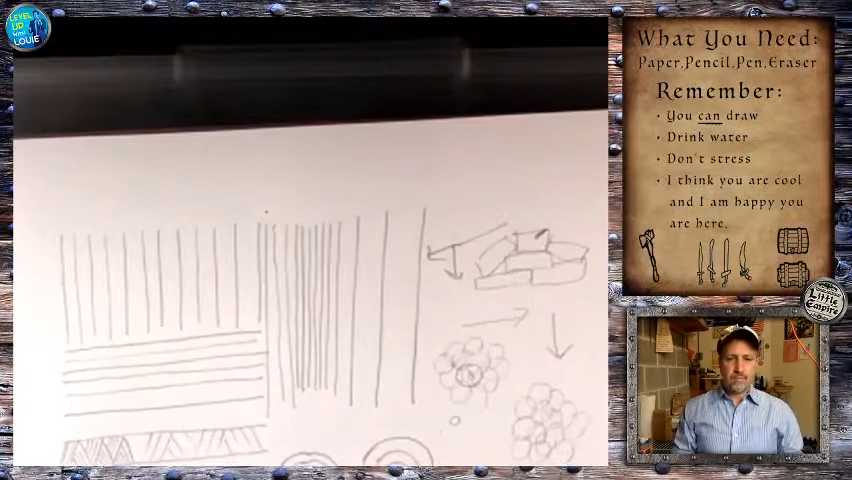 LEVEL
UP
WITH
LOUIE
What You Need:
Paper,Pencil,Pen,Eraser
Remember:
• You can draw
• Drink water
• Don't stress
• I think you are cool
and I am happy you
are here.
Little
Empire